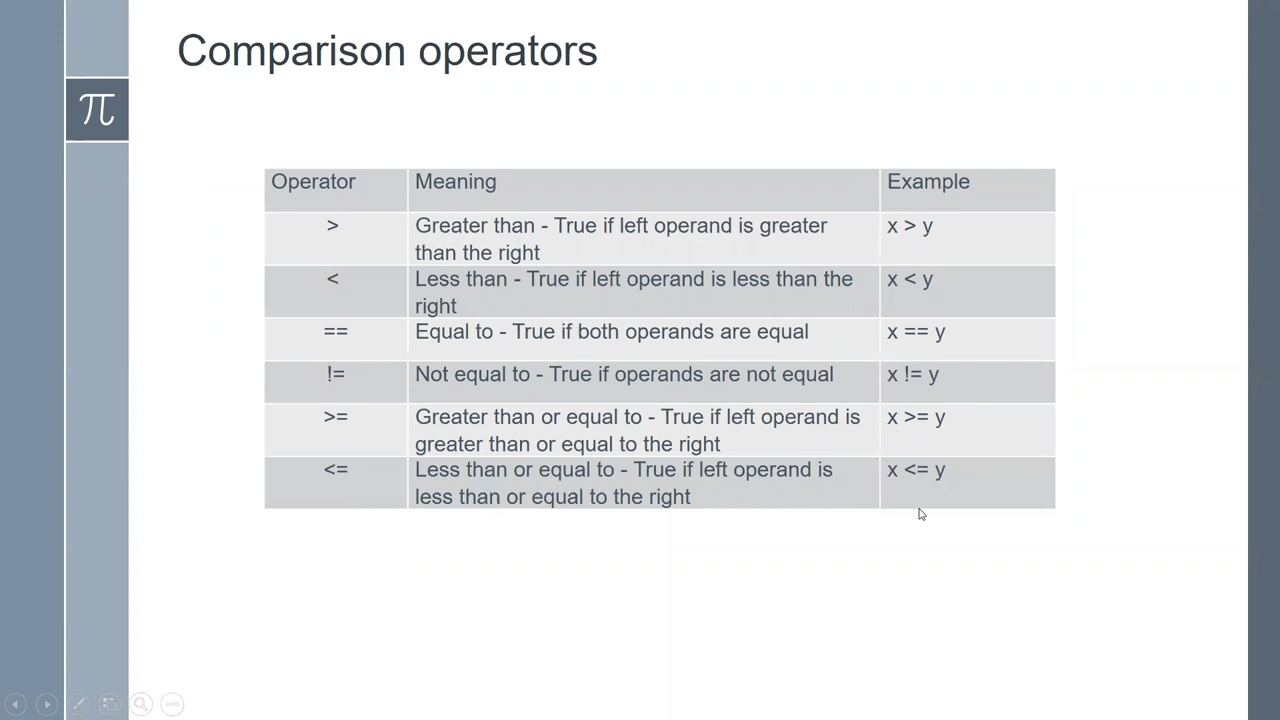 Comparison operators
π
Operator Meaning Example
> Greater than - True if left operand is greater x > y
than the right
< Less than - True if left operand is less than the x < y
right
== Equal to - True if both operands are equal x == y
!= Not equal to - True if operands are not equal x != y
>= Greater than or equal to - True if left operand is x >= y
greater than or equal to the right
<= Less than or equal to - True if left operand is x <= y
less than or equal to the right